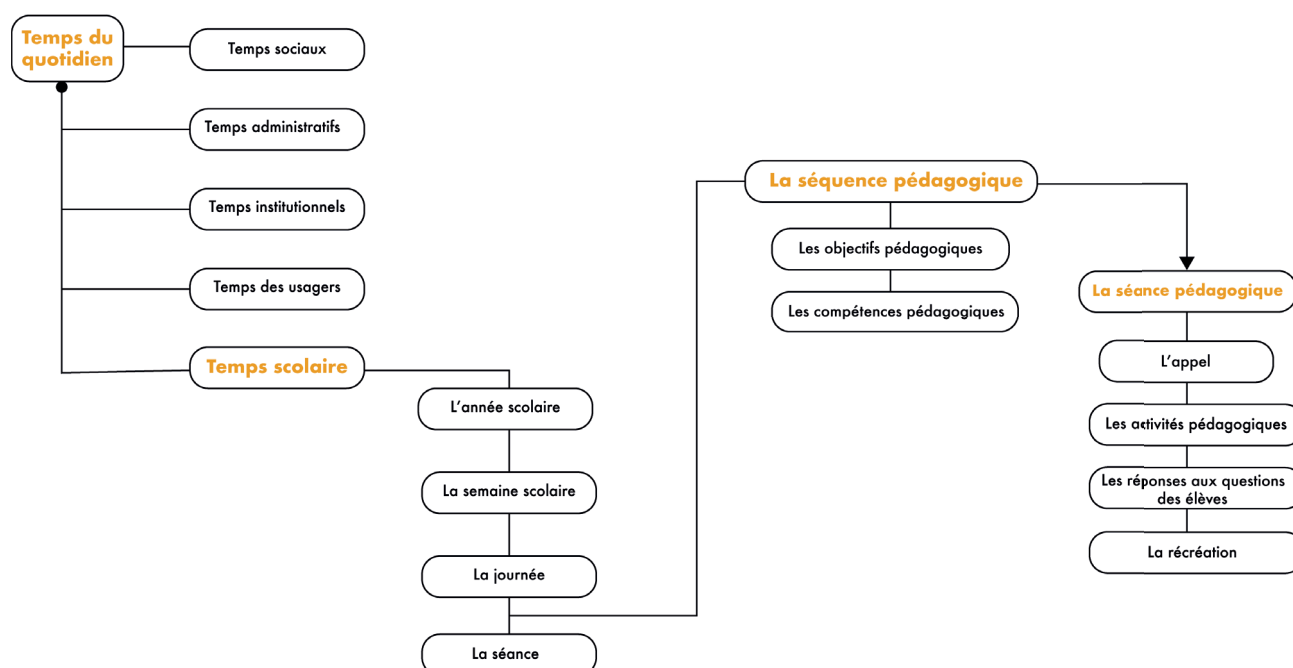 Temps du
quotidien
Temps sociaux
Temps administratifs
Temps institutionnels
Temps des usagers
Temps scolaire
L'année scolaire
La semaine scolaire
La journée
La séance
La séquence pédagogique
Les objectifs pédagogiques
Les compétences pédagogiques
La séance pédagogique
L'appel
Les activités pédagogiques
Les réponses aux questions
des élèves
La récréation